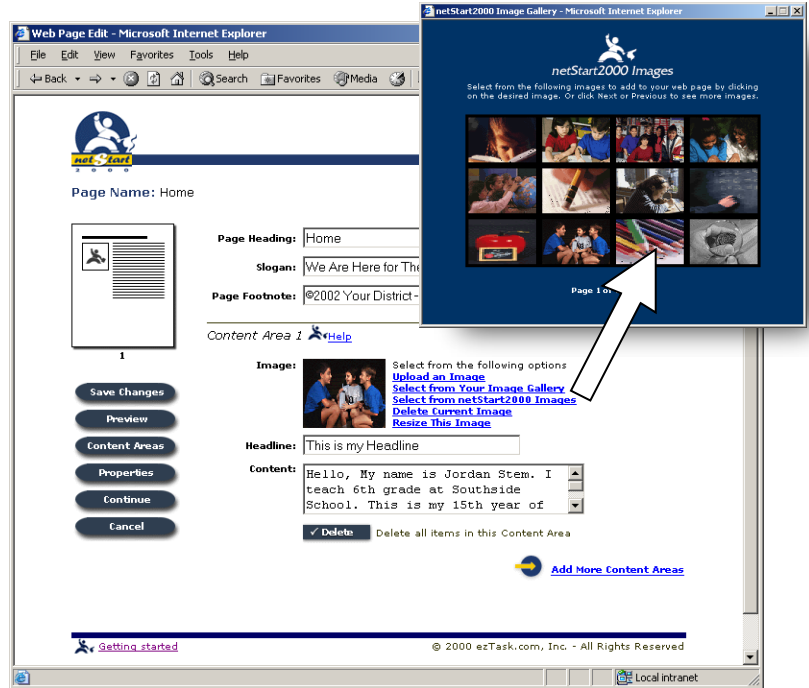 Web Page Edit - Microsoft Internet Explorer
File Edit View Favorites Tools Help
Back Search Favorites Media
net Start
2 0 0 0
Page Name: Home
Page Heading: Home
Slogan: We Are Here for The
Page Footnote: ©2002 Your District -
1
Content Area 1 Help
Image:
Select from the following options
Upload an Image
Select from Your Image Gallery
Select from netStart2000 Images
Delete Current Image
Resize This Image
Save Changes
Preview
Content Areas
Properties
Continue
Cancel
Headline: This is my Headline
Content: Hello, My name is Jordan Stem. I
teach 6th grade at Southside
School. This is my 15th year of
✓ Delete Delete all items in this Content Area
Add More Content Areas
Getting started
© 2000 ezTask.com, Inc. - All Rights Reserved
Local intranet
netStart2000 Image Gallery - Microsoft Internet Explorer
netStart2000 Images
Select from the following images to add to your web page by clicking
on the desired image. Or click Next or Previous to see more images.
Page 1 of